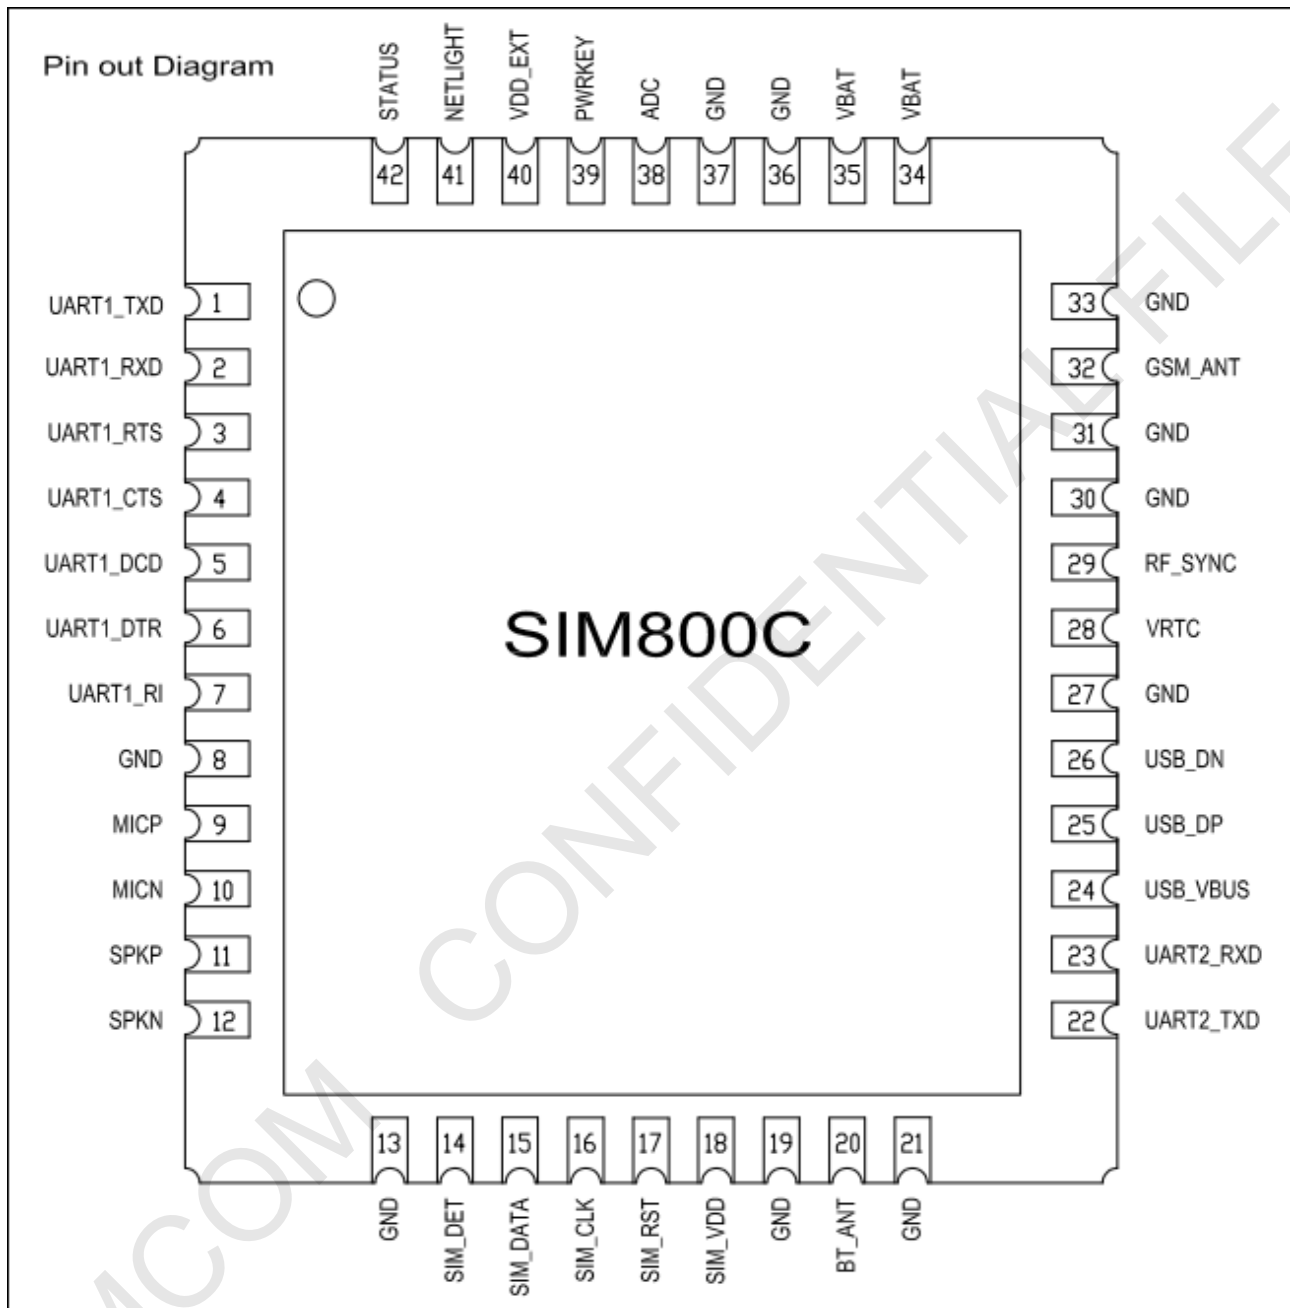 Pin out Diagram
STATUS
NETLIGHT
VDD_EXT
PWRKEY
ADC
GND
GND
VBAT
VBAT
42
41
40
39
38
37
36
35
34
UART1_TXD 1
UART1_RXD 2
UART1_RTS 3
UART1_CTS 4
UART1_DCD 5
UART1_DTR 6
UART1_RI 7
GND 8
MICP 9
MICN 10
SPKP 11
SPKN 12
SIM800C
33 GND
32 GSM_ANT
31 GND
30 GND
29 RF_SYNC
28 VRTC
27 GND
26 USB_DN
25 USB_DP
24 USB_VBUS
23 UART2_RXD
22 UART2_TXD
13
14
15
16
17
18
19
20
21
GND
SIM_DET
SIM_DATA
SIM_CLK
SIM_RST
SIM_VDD
GND
BT_ANT
GND
MCOM CONFIDENTIAL FILE